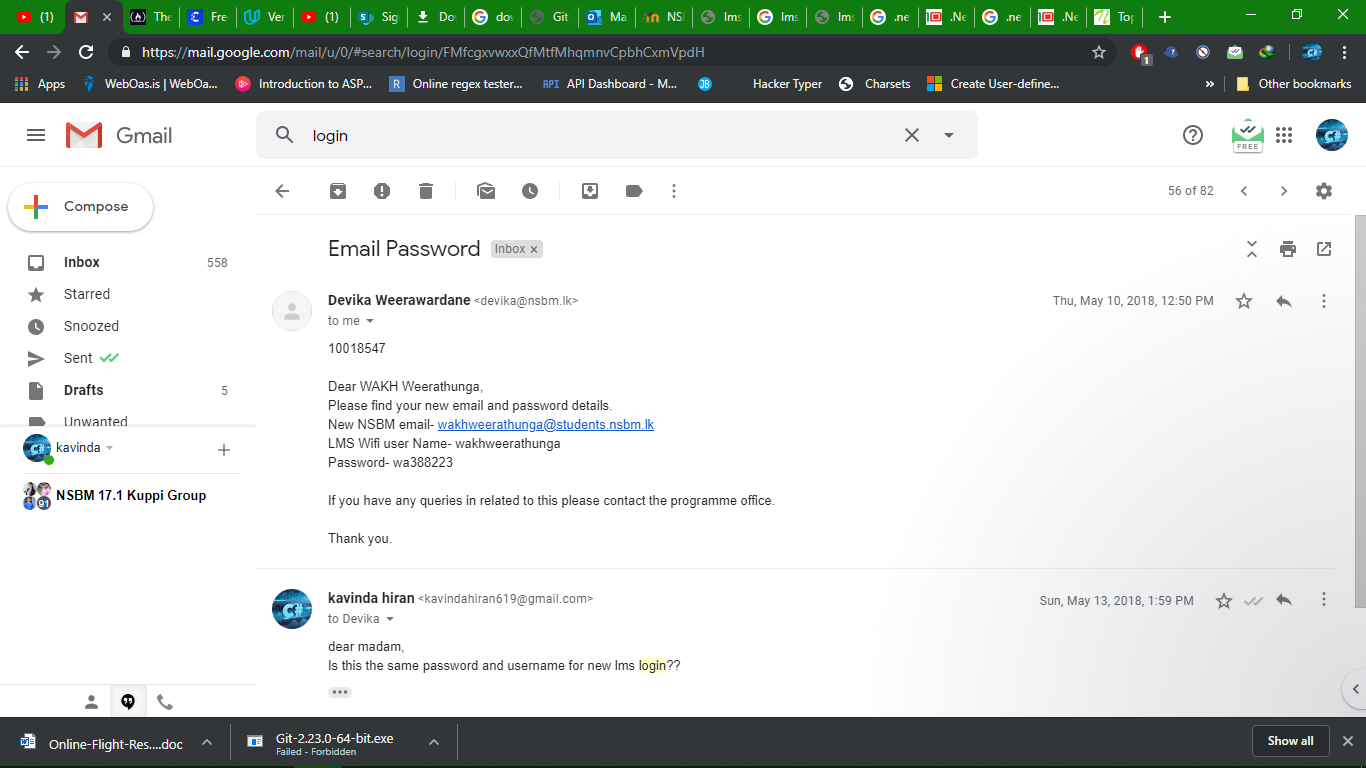 (1)
The
Fre
Ver
(1)
Sig
Dov
dov
Git
Ma
NSI
lms
lms
lms
.ne
.Ne
.ne
.Ne
Top
https://mail.google.com/mail/u/0/#search/login/FMfcgxvwxxQfMtfMhqmnvCpbhCxmVpdH
1
Apps
WebOas.is | WebOa...
Introduction to ASP...
R
Online regex tester...
API
API Dashboard - M...
JB
Hacker Typer
Charsets
Create User-define...
»
Other bookmarks
Gmail
login
FREE
C#
Compose
56 of 82
Email Password
Inbox ×
Inbox 558
Starred
Snoozed
Sent
Drafts 5
Unwanted
kavinda
91
NSBM 17.1 Kuppi Group
Devika Weerawardane <devika@nsbm.lk>
Thu, May 10, 2018, 12:50 PM
to me
10018547
Dear WAKH Weerathunga,
Please find your new email and password details.
New NSBM email- wakhweerathunga@students.nsbm.lk
LMS Wifi user Name- wakhweerathunga
Password- wa388223
If you have any queries in related to this please contact the programme office.
Thank you.
kavinda hiran <kavindahiran619@gmail.com>
Sun, May 13, 2018, 1:59 PM
to Devika
dear madam,
Is this the same password and username for new lms login??
Online-Flight-Res....doc
Git-2.23.0-64-bit.exe
Failed - Forbidden
Show all